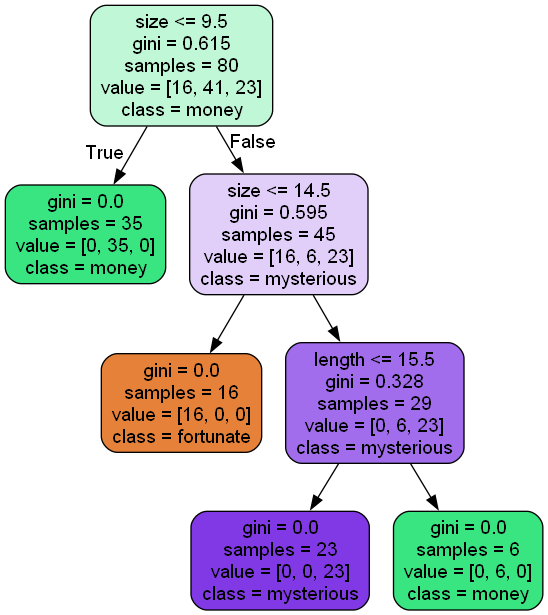 size <= 9.5
gini = 0.615
samples = 80
value = [16, 41, 23]
class = money
True
False
gini = 0.0
samples = 35
value = [0, 35, 0]
class = money
size <= 14.5
gini = 0.595
samples = 45
value = [16, 6, 23]
class = mysterious
gini = 0.0
samples = 16
value = [16, 0, 0]
class = fortunate
length <= 15.5
gini = 0.328
samples = 29
value = [0, 6, 23]
class = mysterious
gini = 0.0
samples = 23
value = [0, 0, 23]
class = mysterious
gini = 0.0
samples = 6
value = [0, 6, 0]
class = money